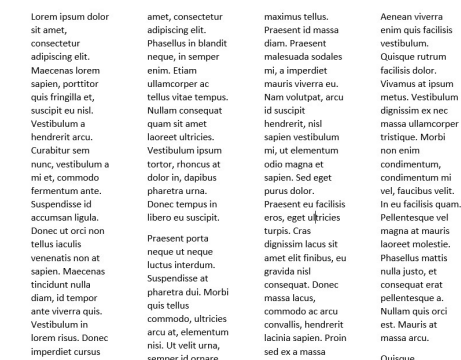 Lorem ipsum dolor
sit amet,
consectetur
adipiscing elit.
Maecenas lorem
sapien, porttitor
quis fringilla et,
suscipit eu nisl.
Vestibulum a
hendrerit arcu.
Curabitur sem
nunc, vestibulum a
mi et, commodo
fermentum ante.
Suspendisse id
accumsan ligula.
Donec ut orci non
tellus iaculis
venenatis non at
sapien. Maecenas
tincidunt nulla
diam, id tempor
ante viverra quis.
Vestibulum in
lorem risus. Donec
imperdiet cursus
amet, consectetur
adipiscing elit.
Phasellus in blandit
neque, in semper
enim. Etiam
ullamcorper ac
tellus vitae tempus.
Nullam consequat
quam sit amet
laoreet ultricies.
Vestibulum ipsum
tortor, rhoncus at
dolor in, dapibus
pharetra urna.
Donec tempus in
libero eu suscipit.
Praesent porta
neque ut neque
luctus interdum.
Suspendisse at
pharetra dui. Morbi
quis tellus
commodo, ultricies
arcu at, elementum
nisi. Ut velit urna,
semper id ornare
maximus tellus.
Praesent id massa
diam. Praesent
malesuada sodales
mi, a imperdiet
mauris viverra eu.
Nam volutpat, arcu
id suscipit
hendrerit, nisl
sapien vestibulum
mi, ut elementum
odio magna et
sapien. Sed eget
purus dolor.
Praesent eu facilisis
eros, eget ultricies
turpis. Cras
dignissim lacus sit
amet elit finibus, eu
gravida nisl
consequat. Donec
massa lacus,
commodo ac arcu
convallis, hendrerit
lacinia sapien. Proin
sed ex a massa
Aenean viverra
enim quis facilisis
vestibulum.
Quisque rutrum
facilisis dolor.
Vivamus at ipsum
metus. Vestibulum
dignissim ex nec
massa ullamcorper
tristique. Morbi
non enim
condimentum,
condimentum mi
vel, faucibus velit.
In eu facilisis quam.
Pellentesque vel
magna at mauris
laoreet molestie.
Phasellus mattis
nulla justo, et
consequat erat
pellentesque a.
Nullam quis orci
est. Mauris at
massa arcu.
Quisque